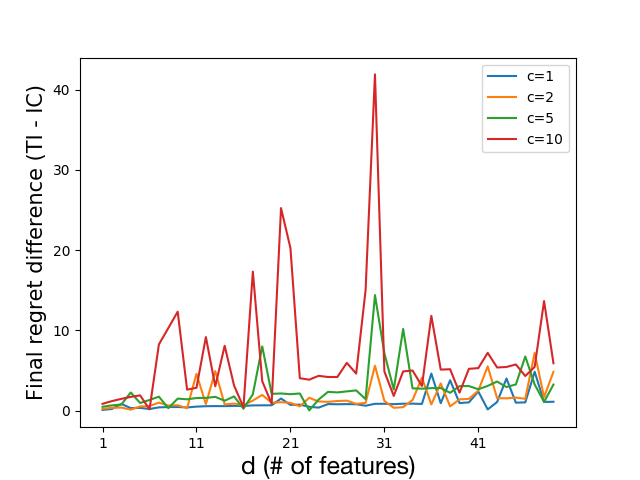 Final regret difference (TI - IC)
40
30
20
10
0
c=1
c=2
c=5
c=10
1 11 21 31 41
d (# of features)